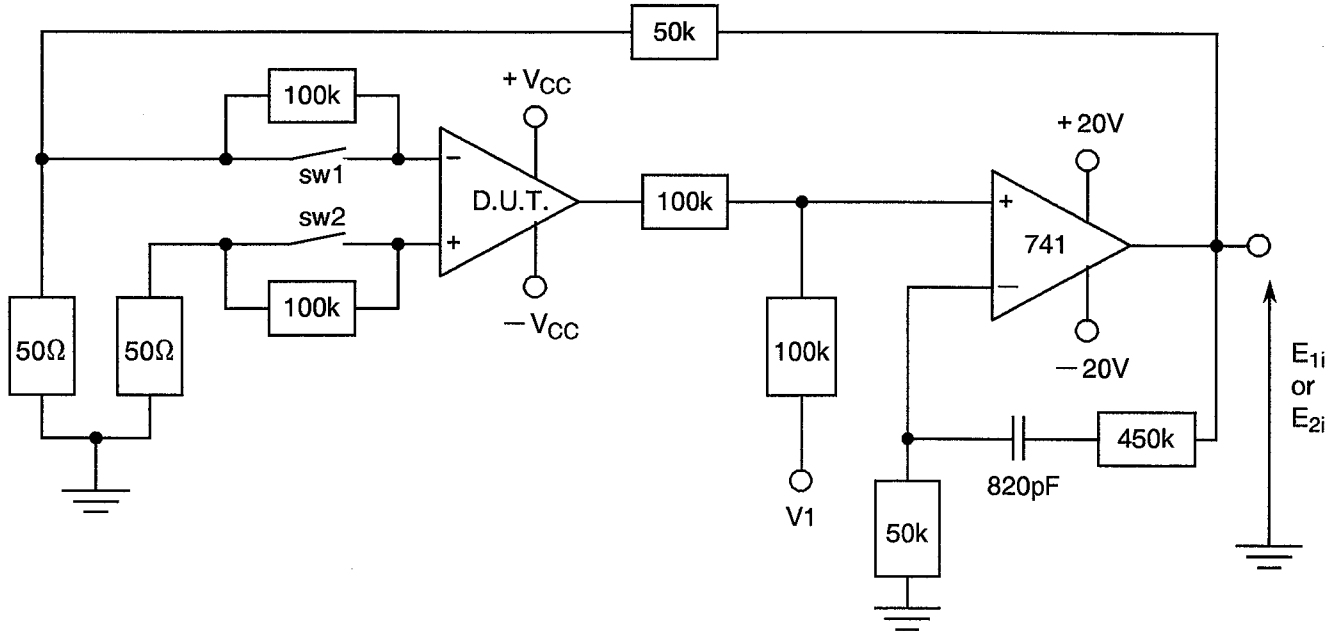 50k
100k
+ VCC
sw1
D.U.T.
sw2
100k
− VCC
50Ω
50Ω
100k
100k
V1
+ 20V
741
− 20V
820pF
450k
50k
E1i
or
E2i
−
+
+
−